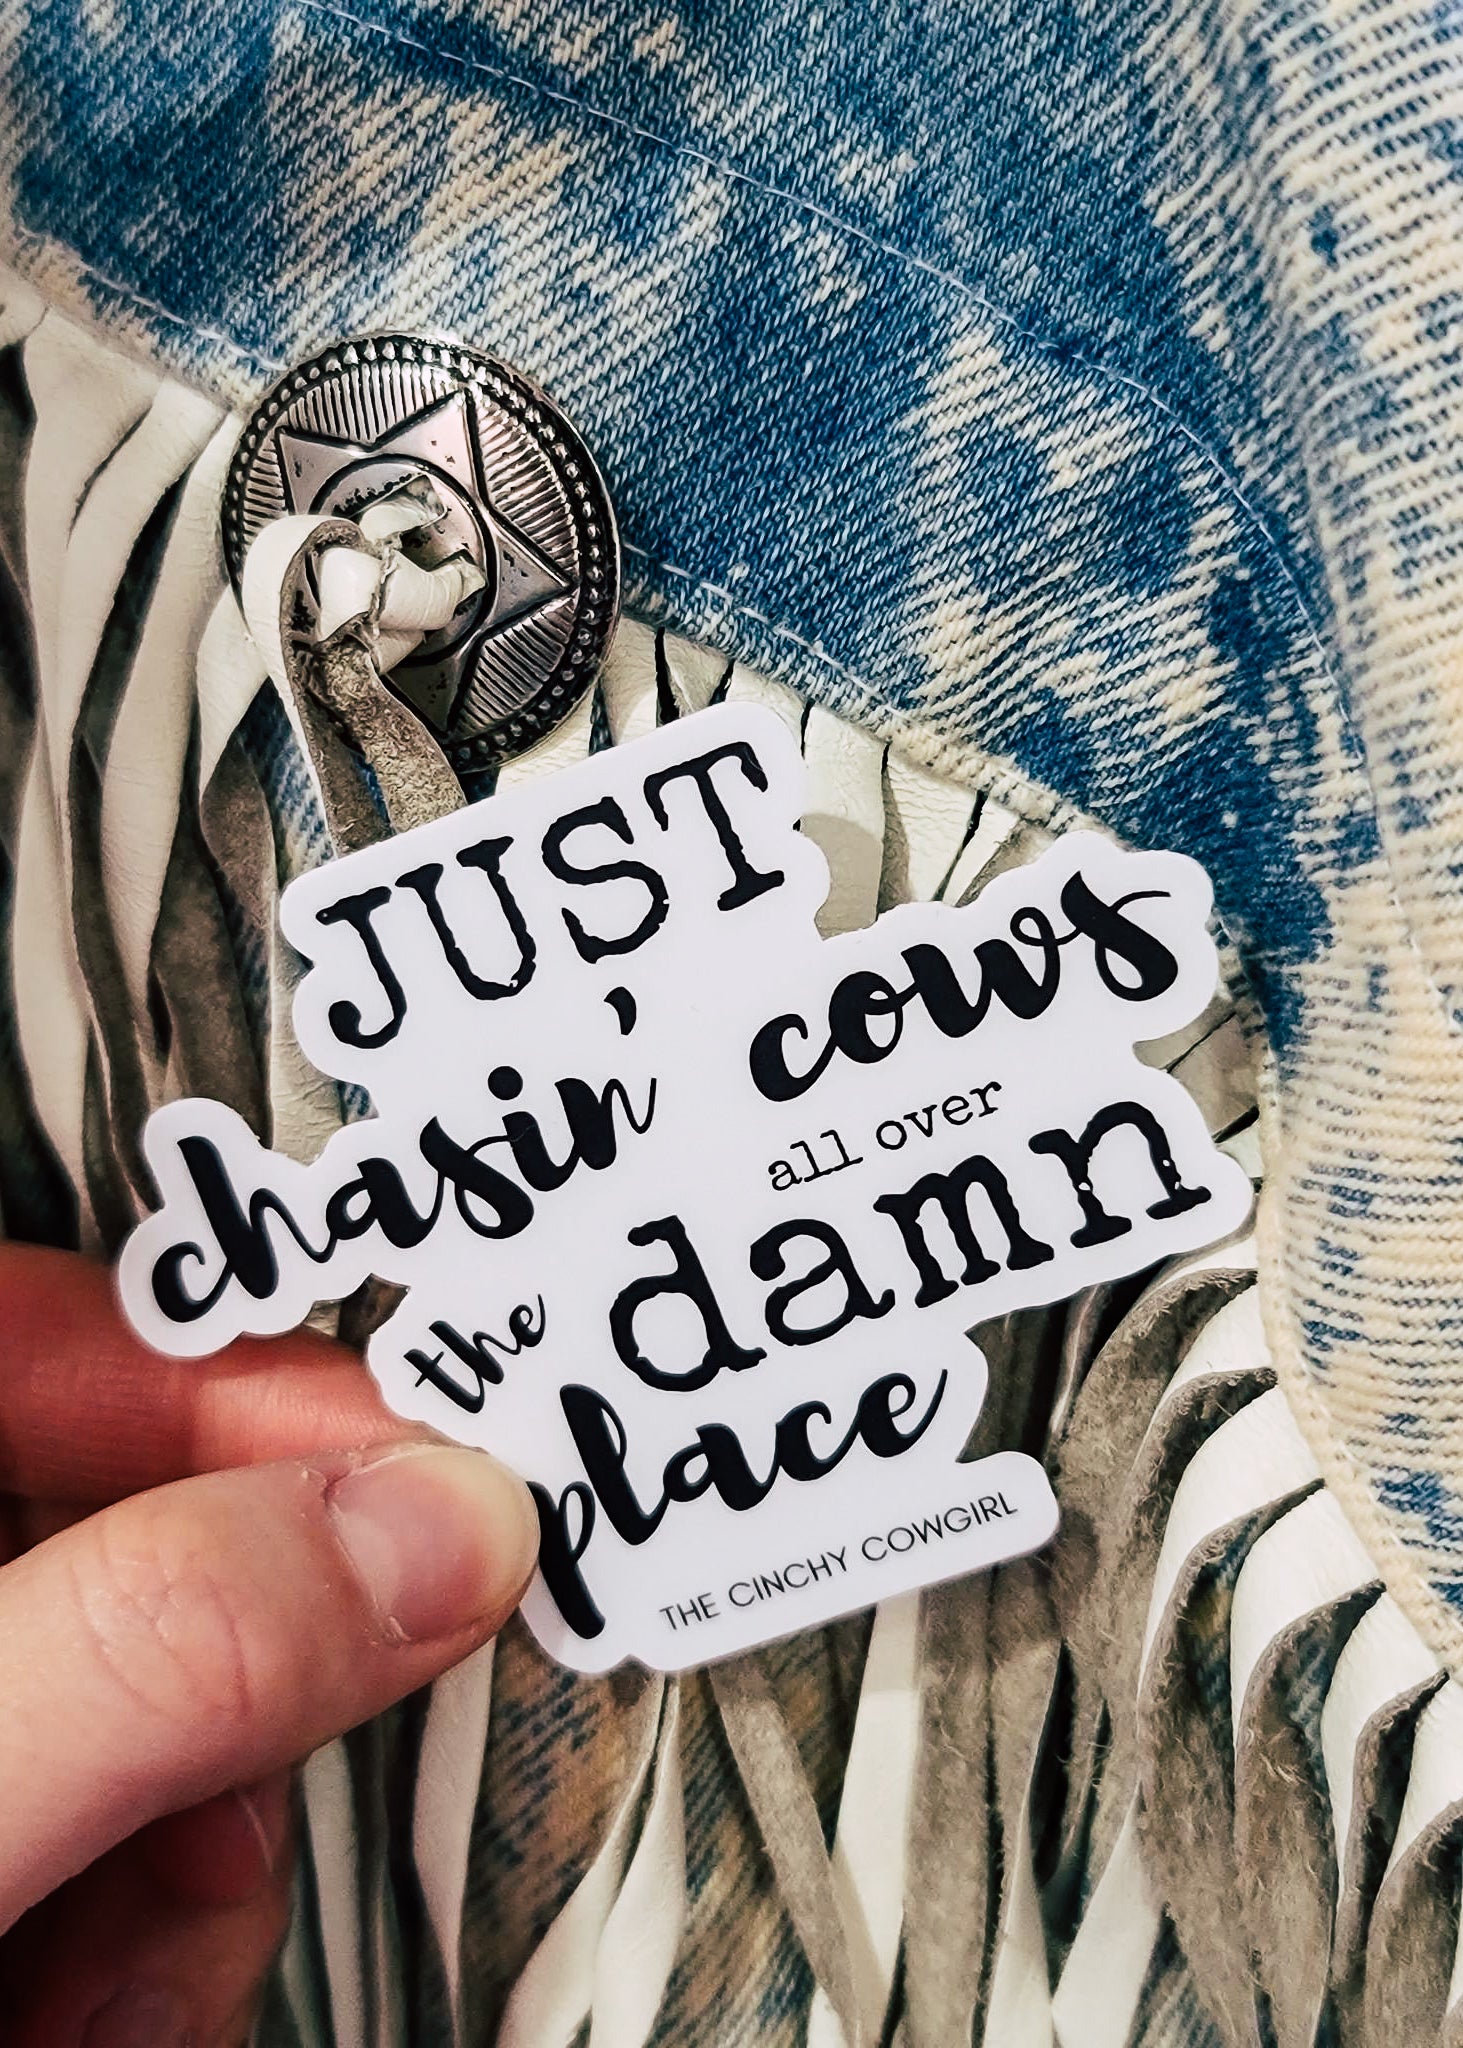 JUST
chasin' cows
all over
the damn
place
THE CINCHY COWGIRL